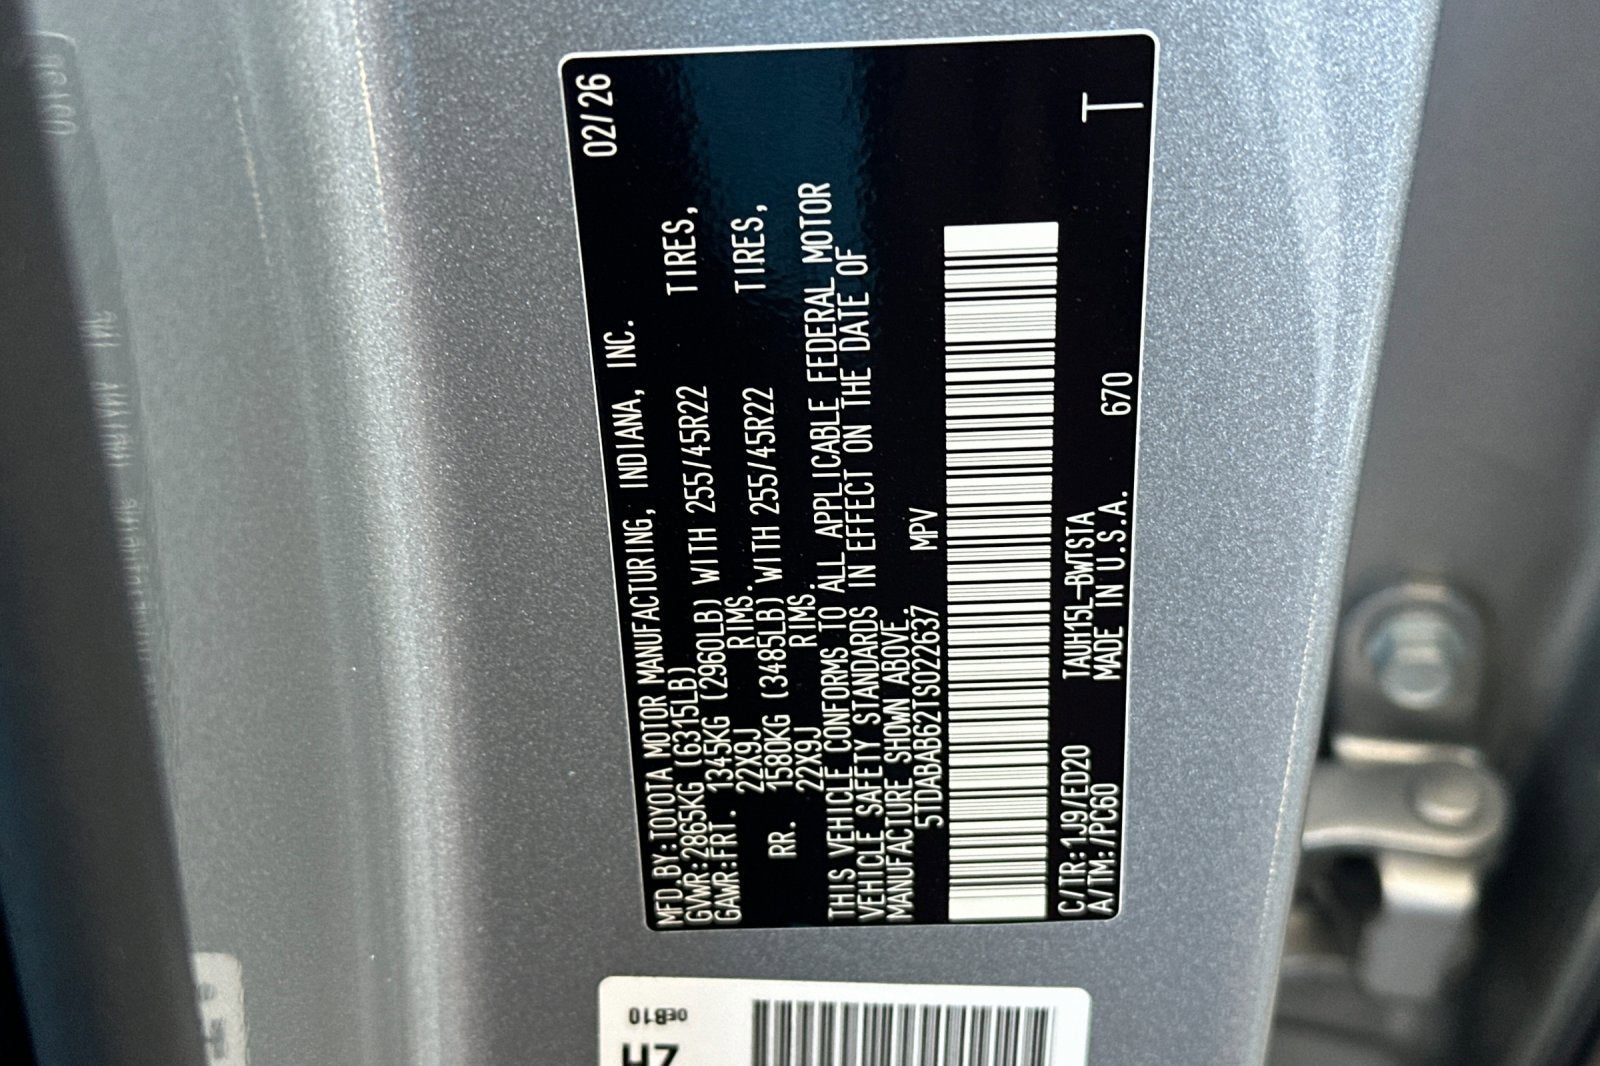 02/26
MFD.BY:TOYOTA MOTOR MANUFACTURING, INDIANA, INC.
GVWR:2865KG (6315LB)
GAWR:FRT. 1345KG (2960LB) WITH 255/45R22 TIRES,
22X9J RIMS.
RR. 1580KG (3485LB) WITH 255/45R22 TIRES,
22X9J RIMS.
THIS VEHICLE CONFORMS TO ALL APPLICABLE FEDERAL MOTOR
VEHICLE SAFETY STANDARDS IN EFFECT ON THE DATE OF
MANUFACTURE SHOWN ABOVE.
5TDABAB62TS022637 MPV
C/TR:1J9/ED20 TAUH15L-BWTSTA 670
A/TM:/PC60 MADE IN U.S.A.
T
0EB10
ZH